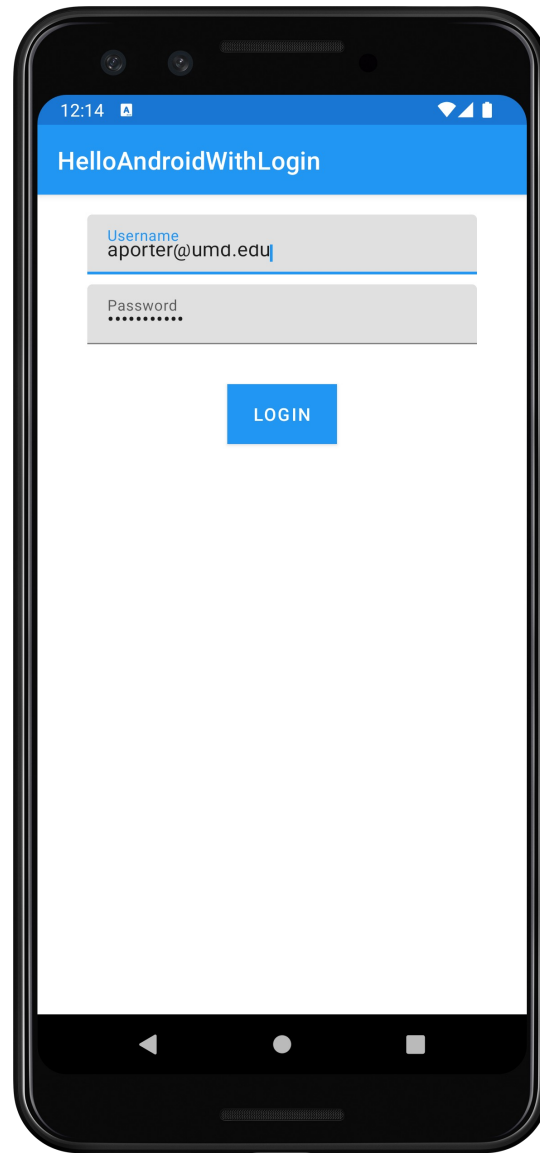 12:14 A
HelloAndroidWithLogin
Username
aporter@umd.edu
Password
•••••••••••
LOGIN